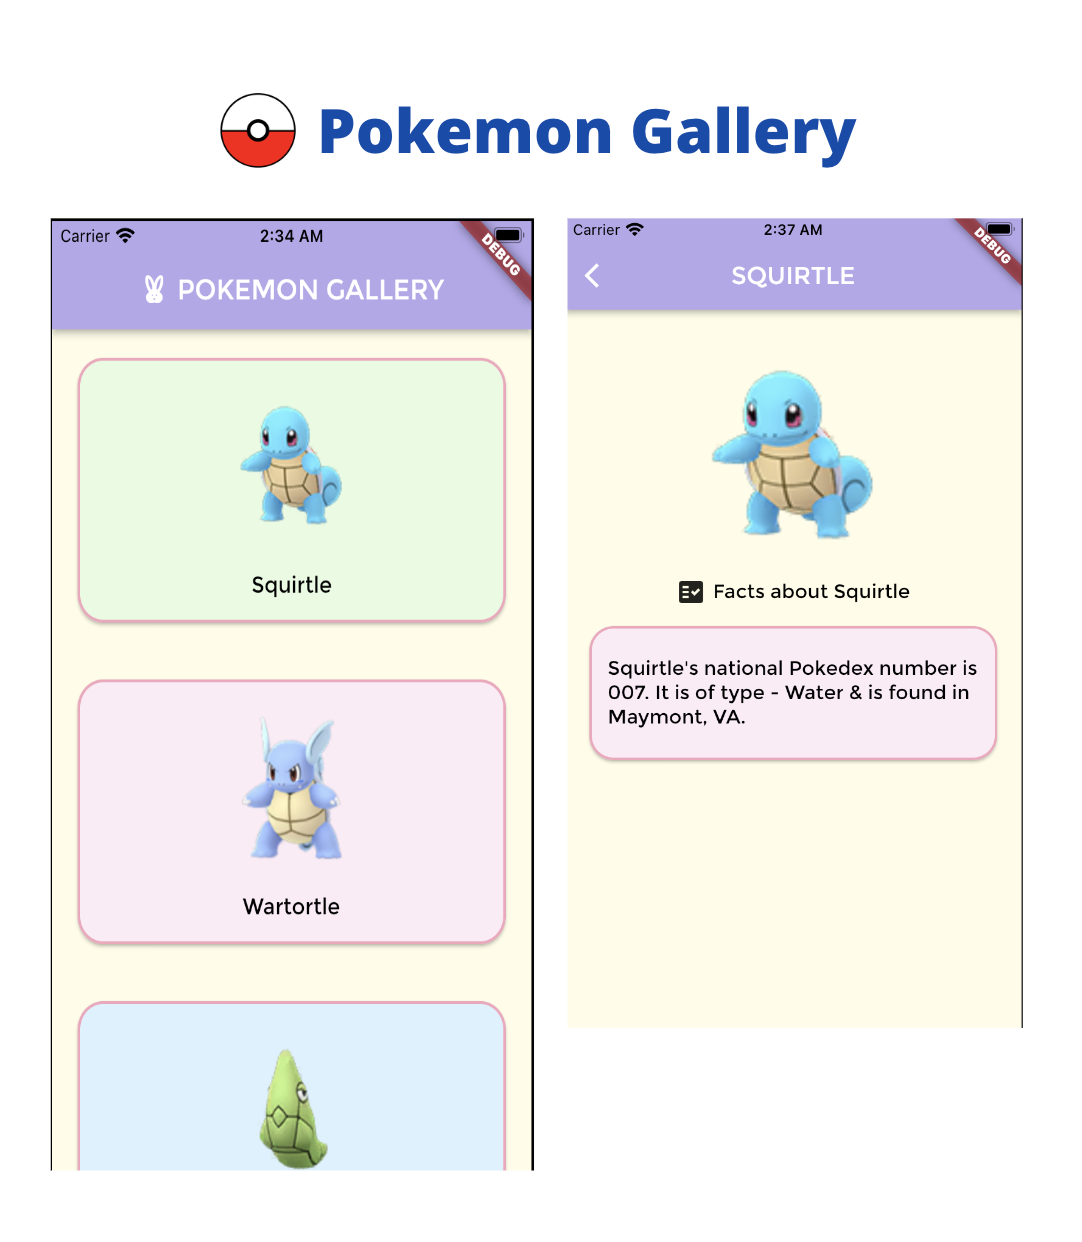 Pokemon Gallery
Carrier 2:34 AM DEBUG
POKEMON GALLERY
Squirtle
Wartortle
Carrier 2:37 AM DEBUG
SQUIRTLE
Facts about Squirtle
Squirtle's national Pokedex number is
007. It is of type - Water & is found in
Maymont, VA.